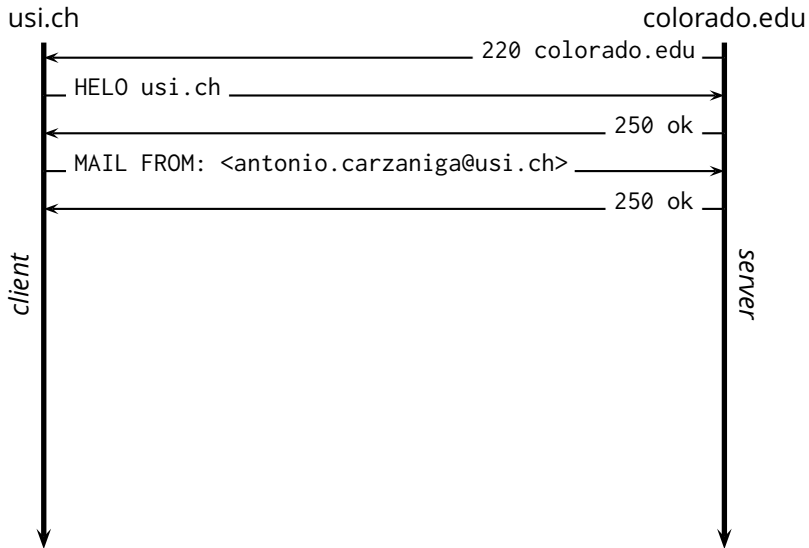 usi.ch colorado.edu
220 colorado.edu
HELO usi.ch
250 ok
MAIL FROM: <antonio.carzaniga@usi.ch>
250 ok
client
server